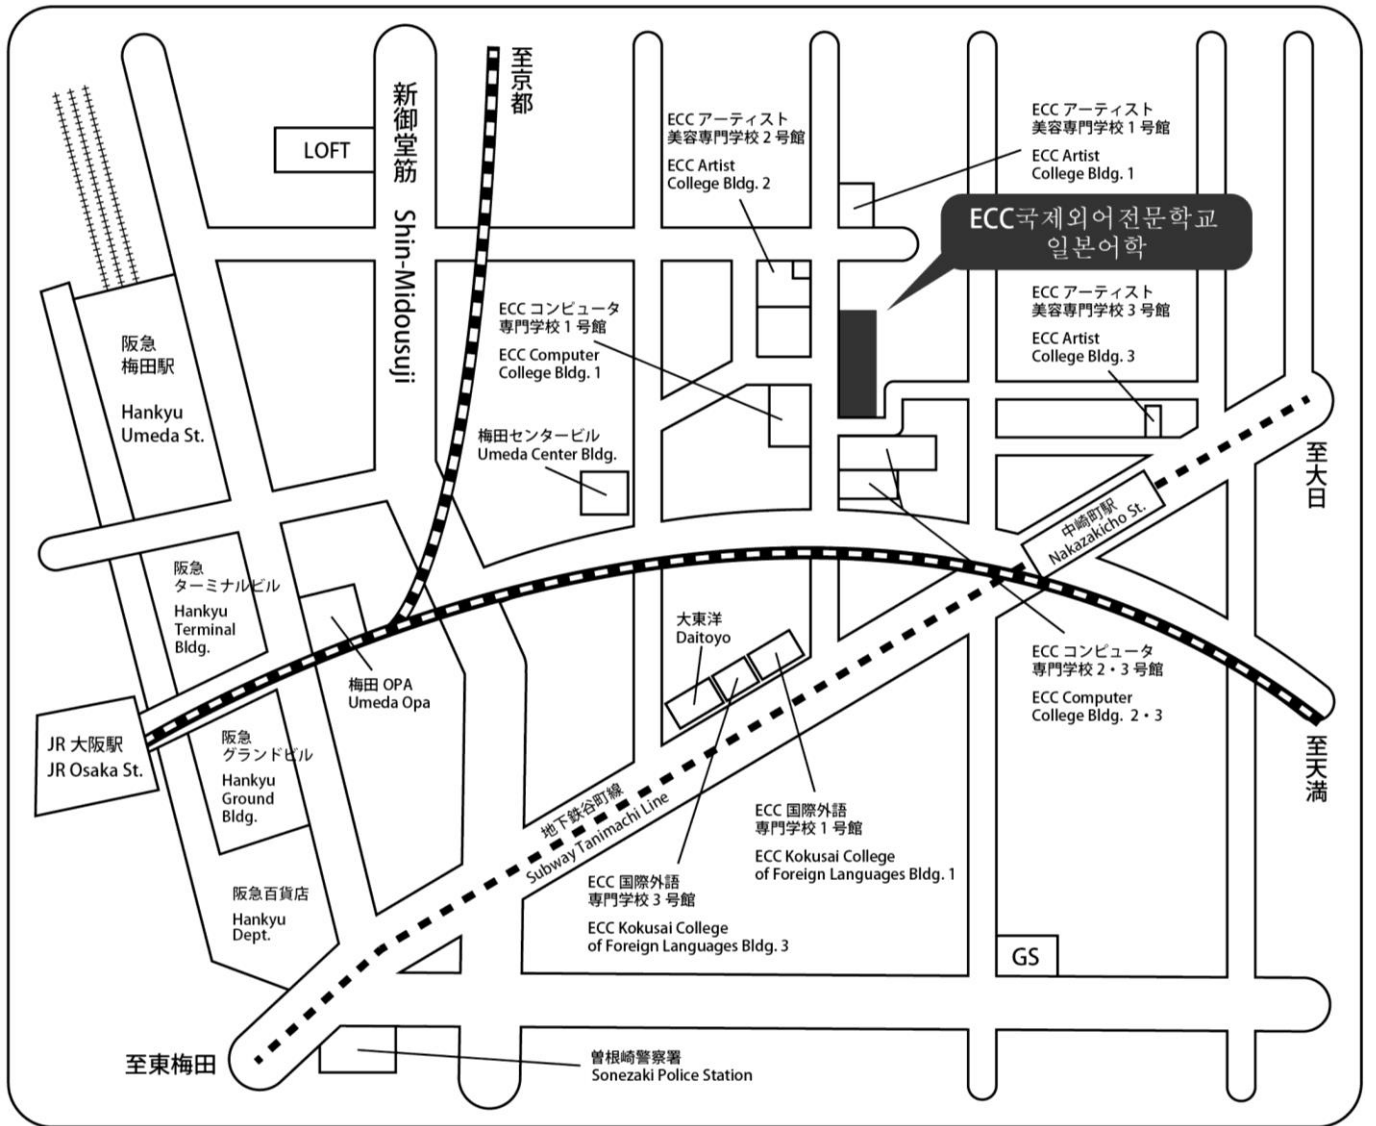 至京都
新御堂筋 Shin-Midousuji
LOFT
ECC アーティスト
美容専門学校 2 号館
ECC Artist
College Bldg. 2
ECC アーティスト
美容専門学校 1 号館
ECC Artist
College Bldg. 1
ECC국제외어전문학교
일본어학
ECC アーティスト
美容専門学校 3 号館
ECC Artist
College Bldg. 3
ECC コンピュータ
専門学校 1 号館
ECC Computer
College Bldg. 1
阪急
梅田駅
Hankyu
Umeda St.
梅田センタービル
Umeda Center Bldg.
至大日
中崎町駅
Nakazakicho St.
阪急
ターミナルビル
Hankyu
Terminal
Bldg.
大東洋
Daitoyo
梅田 OPA
Umeda Opa
ECC コンピュータ
専門学校 2・3 号館
ECC Computer
College Bldg. 2・3
JR 大阪駅
JR Osaka St.
阪急
グランドビル
Hankyu
Ground
Bldg.
至天満
地下鉄谷町線
Subway Tanimachi Line
ECC 国際外語
専門学校 1 号館
ECC Kokusai College
of Foreign Languages Bldg. 1
ECC 国際外語
専門学校 3 号館
ECC Kokusai College
of Foreign Languages Bldg. 3
阪急百貨店
Hankyu
Dept.
GS
至東梅田
曽根崎警察署
Sonezaki Police Station